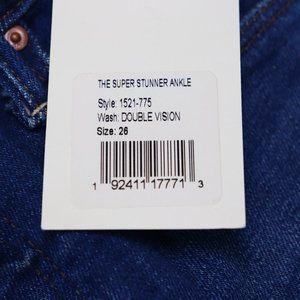 THE SUPER STUNNER ANKLE
Style: 1521-775
Wash: DOUBLE VISION
Size: 26
1 92411 17771 3